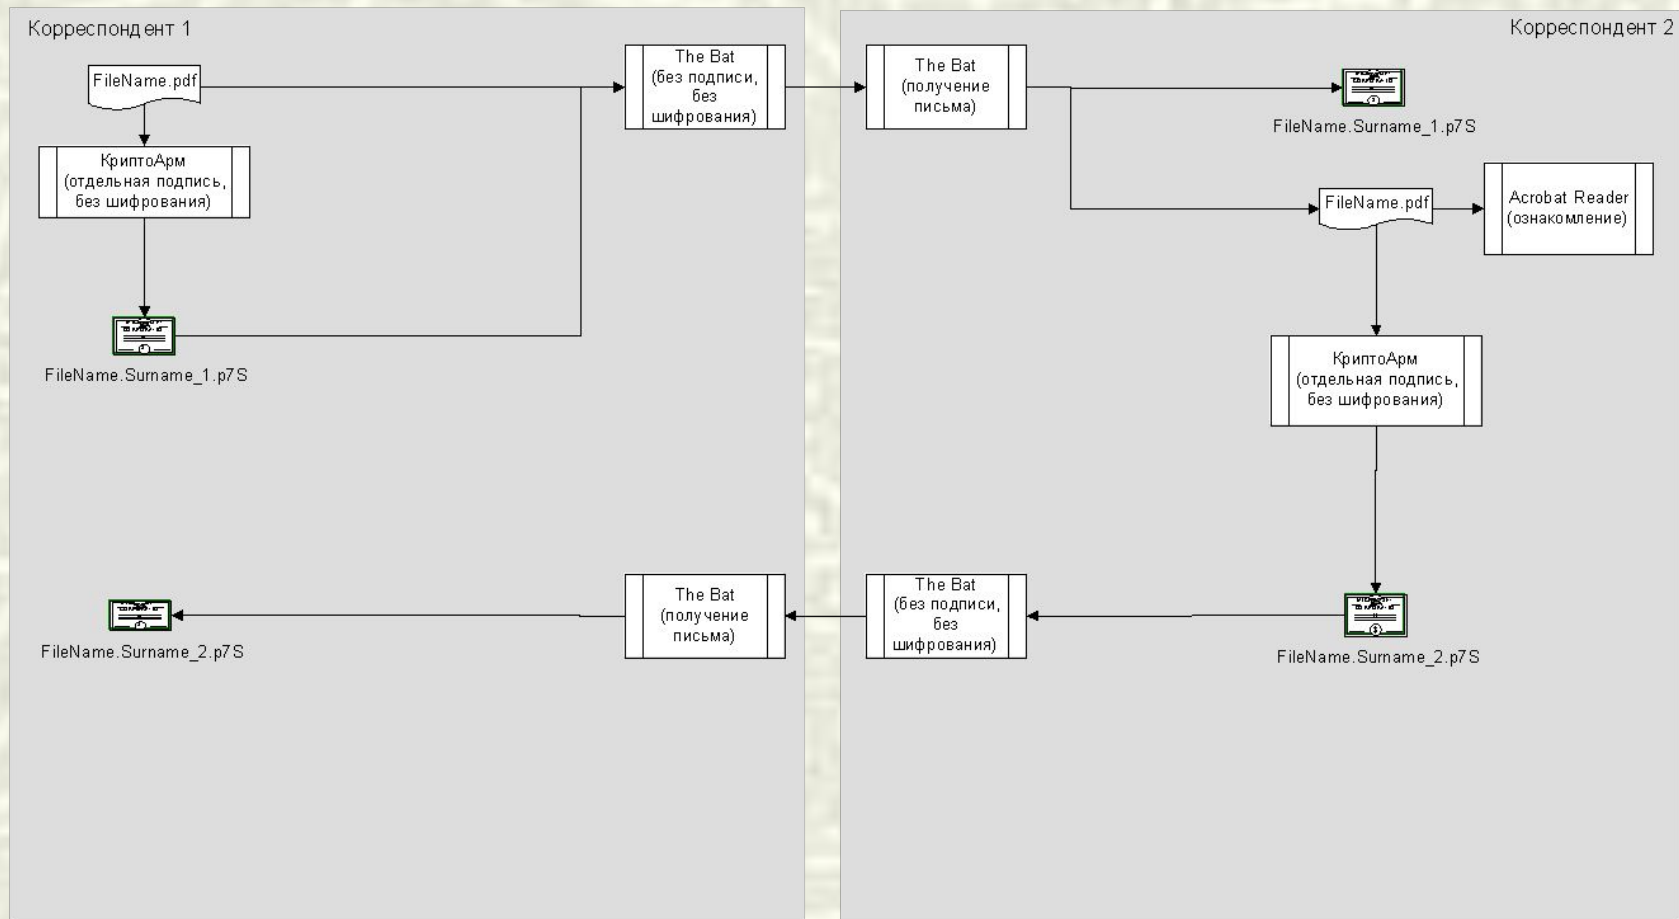 Корреспондент 1
FileName.pdf
КриптоАрм
(отдельная подпись,
без шифрования)
FileName.Surname_1.p7S
The Bat
(без подписи,
без
шифрования)
The Bat
(получение
письма)
FileName.Surname_2.p7S
Корреспондент 2
The Bat
(получение
письма)
FileName.Surname_1.p7S
FileName.pdf
Acrobat Reader
(ознакомление)
КриптоАрм
(отдельная подпись,
без шифрования)
The Bat
(без подписи,
без
шифрования)
FileName.Surname_2.p7S